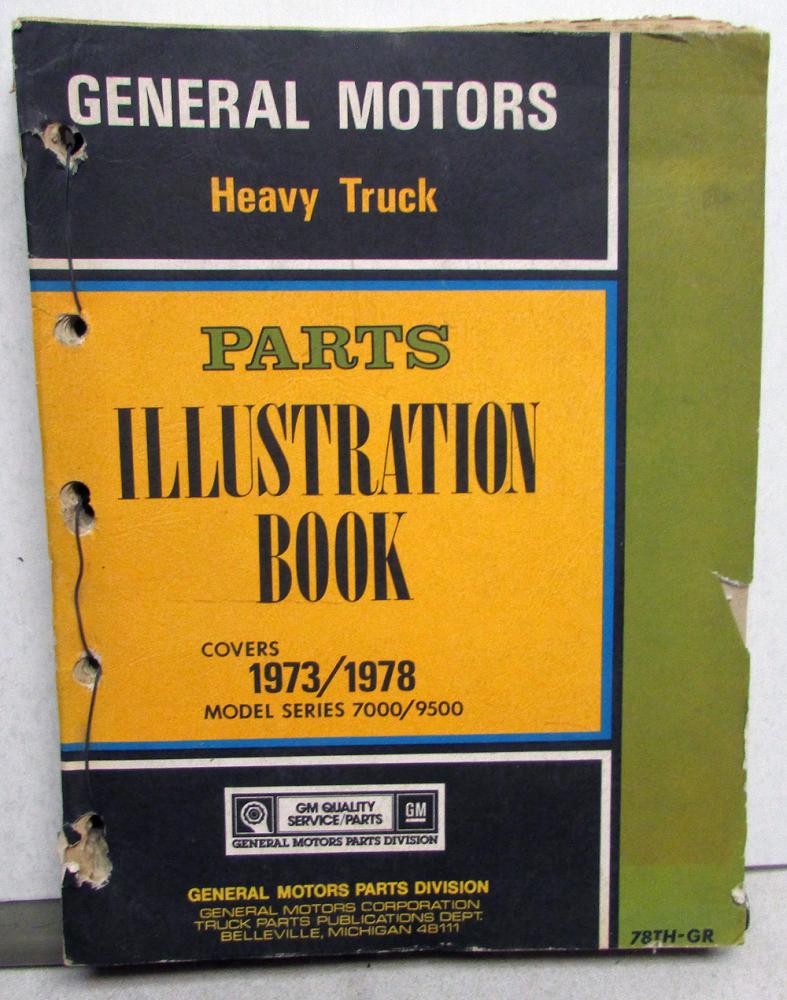 GENERAL MOTORS
Heavy Truck
PARTS
ILLUSTRATION
BOOK
COVERS
1973/1978
MODEL SERIES 7000/9500
GM QUALITY
SERVICE/PARTS
GM
GENERAL MOTORS PARTS DIVISION
GENERAL MOTORS PARTS DIVISION
GENERAL MOTORS CORPORATION
TRUCK PARTS PUBLICATIONS DEPT.
BELLEVILLE, MICHIGAN 48111
78TH-GR